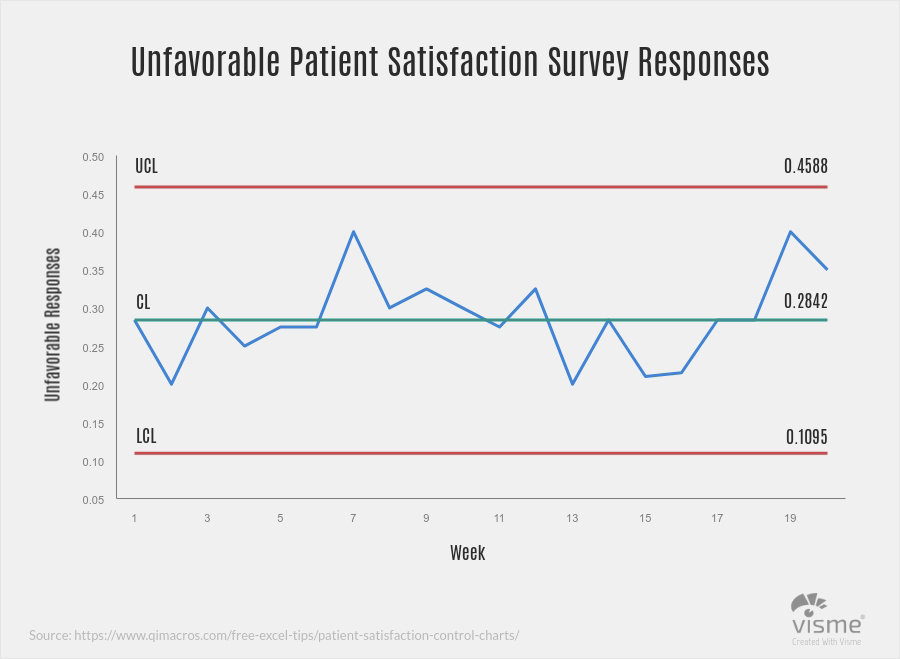 Unfavorable Patient Satisfaction Survey Responses
0.50
UCL
0.4588
0.45
0.40
0.35
CL
0.2842
0.30
0.25
0.20
0.15
LCL
0.1095
0.10
0.05
Unfavorable Responses
1 3 5 7 9 11 13 15 17 19
Week
visme®
Created With Visme
Source: https://www.qimacros.com/free-excel-tips/patient-satisfaction-control-charts/